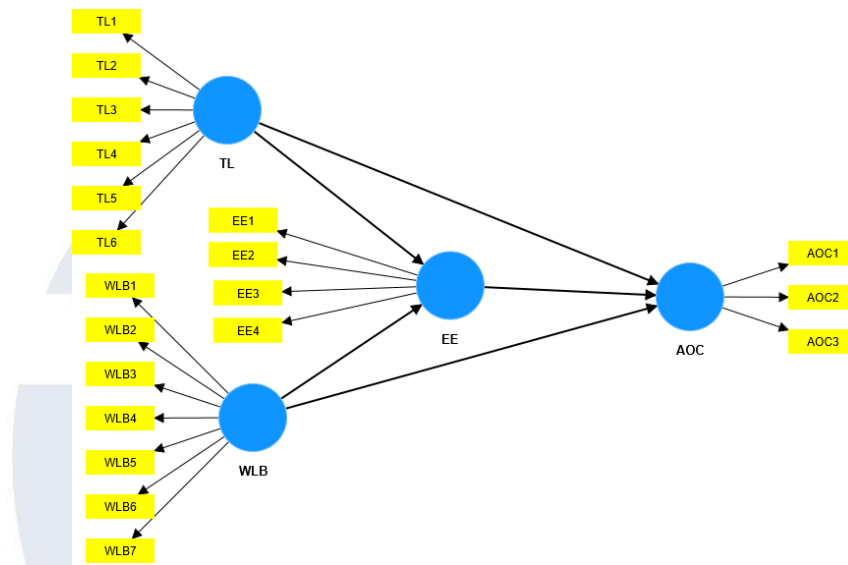 TL1
TL2
TL3
TL4
TL5
TL6
TL
EE1
EE2
EE3
EE4
EE
WLB1
WLB2
WLB3
WLB4
WLB5
WLB6
WLB7
WLB
AOC1
AOC2
AOC3
AOC